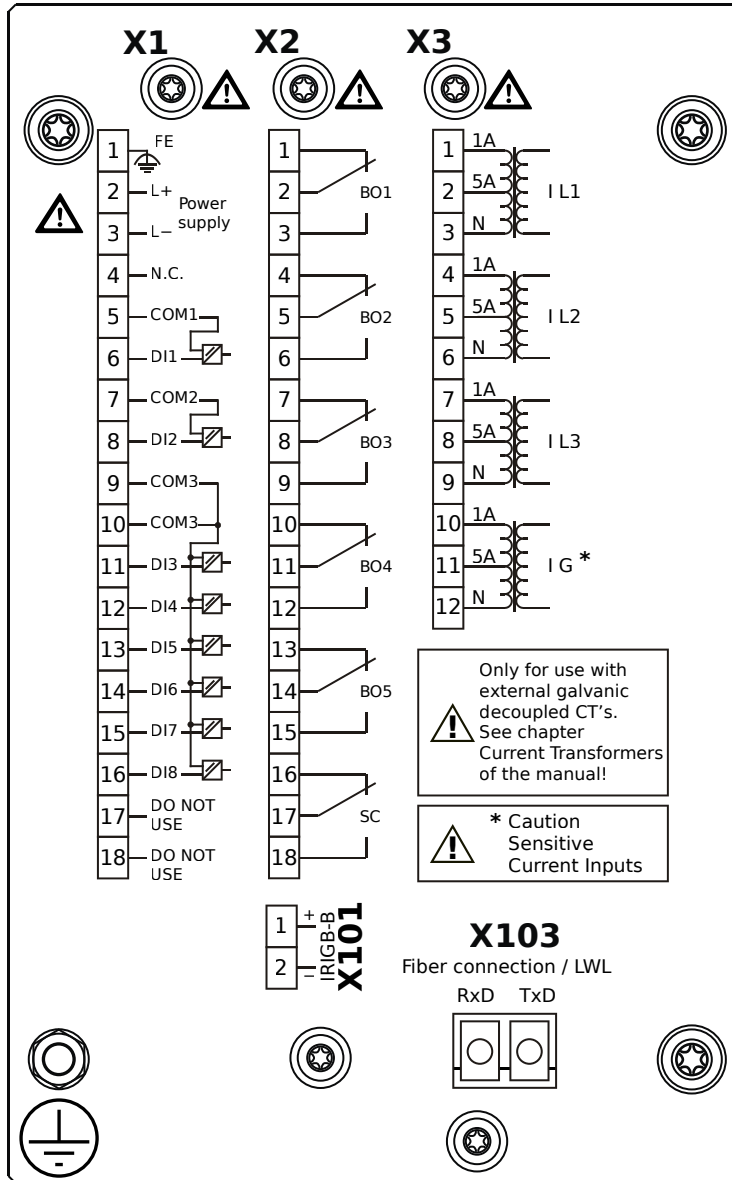 X1 X2 X3
1 FE
2 L+ Power
3 L− supply
4 N.C.
5 COM1
6 DI1
7 COM2
8 DI2
9 COM3
10 COM3
11 DI3
12 DI4
13 DI5
14 DI6
15 DI7
16 DI8
17 DO NOT
USE
18 DO NOT
USE
1
2 BO1
3
4
5 BO2
6
7
8 BO3
9
10
11 BO4
12
13
14 BO5
15
16
17 SC
18
1 1A
2 5A I L1
3 N
4 1A
5 5A I L2
6 N
7 1A
8 5A I L3
9 N
10 1A
11 5A I G *
12 N
Only for use with
external galvanic
decoupled CT's.
See chapter
Current Transformers
of the manual!
* Caution
Sensitive
Current Inputs
1 +
2 −
IRIGB-B
X101
X103
Fiber connection / LWL
RxD TxD